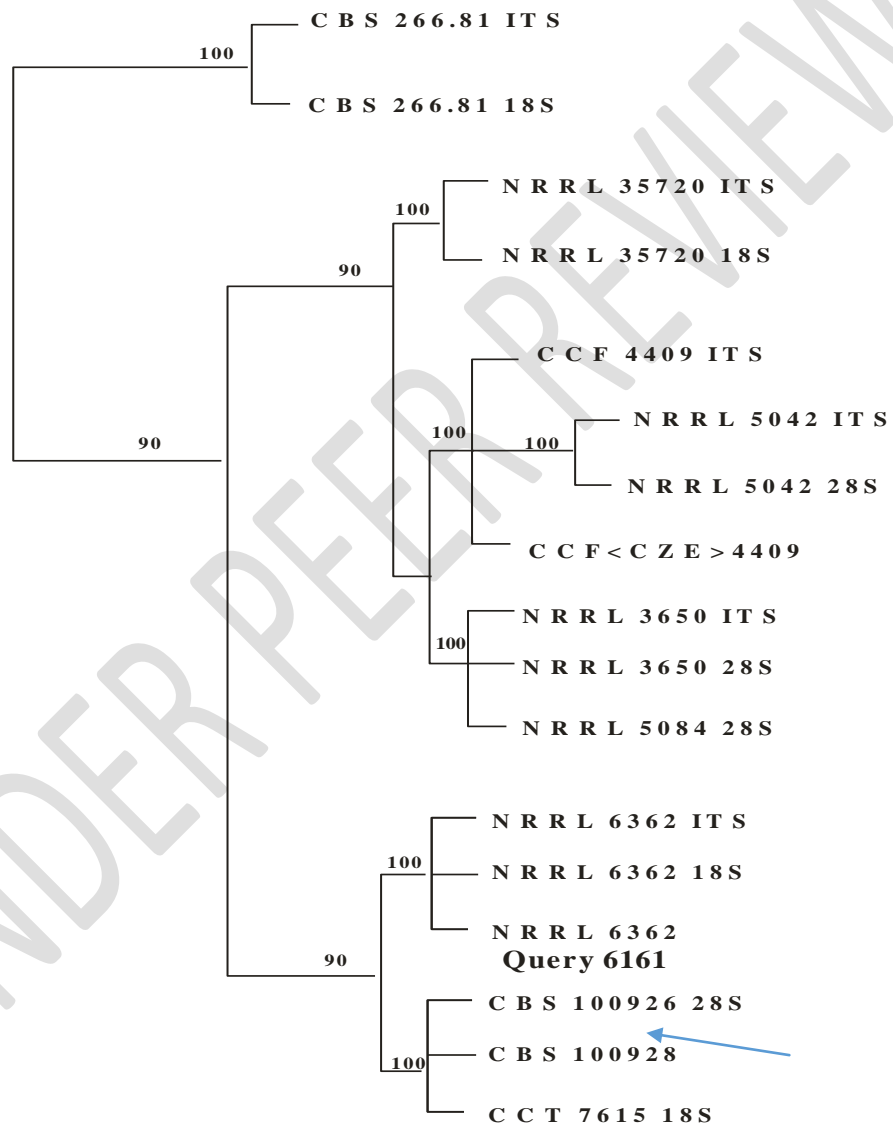 CBS 266.81 ITS
100
CBS 266.81 18S
NRRL 35720 ITS
100
NRRL 35720 18S
90
CCF 4409 ITS
NRRL 5042 ITS
90
100
100
NRRL 5042 28S
CCF<CZE>4409
NRRL 3650 ITS
100
NRRL 3650 28S
NRRL 5084 28S
NRRL 6362 ITS
100
NRRL 6362 18S
NRRL 6362
90
Query 6161
CBS 100926 28S
CBS 100928
100
CCT 7615 18S
NDER PEER REVIEW